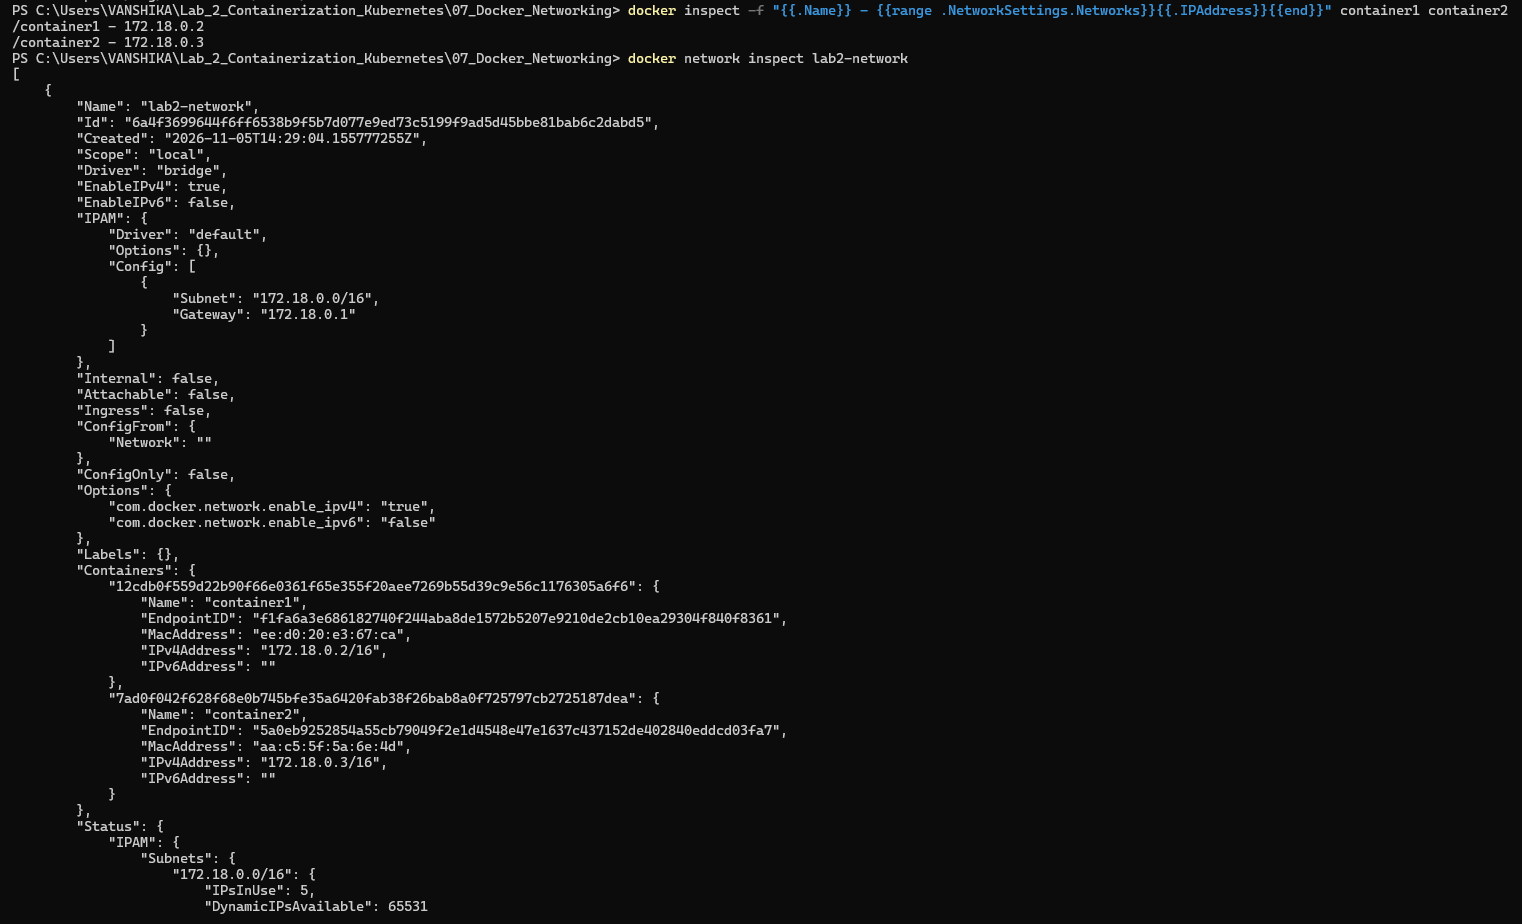 PS C:\Users\VANSHIKA\Lab_2_Containerization_Kubernetes\07_Docker_Networking> docker inspect -f "{{.Name}} - {{range .NetworkSettings.Networks}}{{.IPAddress}}{{end}}" container1 container2
/container1 - 172.18.0.2
/container2 - 172.18.0.3
PS C:\Users\VANSHIKA\Lab_2_Containerization_Kubernetes\07_Docker_Networking> docker network inspect lab2-network
[
    {
        "Name": "lab2-network",
        "Id": "6a4f3699644f6ff6538b9f5b7d077e9ed73c5199f9ad5d45bbe81bab6c2dabd5",
        "Created": "2026-11-05T14:29:04.155777255Z",
        "Scope": "local",
        "Driver": "bridge",
        "EnableIPv4": true,
        "EnableIPv6": false,
        "IPAM": {
            "Driver": "default",
            "Options": {},
            "Config": [
                {
                    "Subnet": "172.18.0.0/16",
                    "Gateway": "172.18.0.1"
                }
            ]
        },
        "Internal": false,
        "Attachable": false,
        "Ingress": false,
        "ConfigFrom": {
            "Network": ""
        },
        "ConfigOnly": false,
        "Options": {
            "com.docker.network.enable_ipv4": "true",
            "com.docker.network.enable_ipv6": "false"
        },
        "Labels": {},
        "Containers": {
            "12cdb0f559d22b90f66e0361f65e355f20aee7269b55d39c9e56c1176305a6f6": {
                "Name": "container1",
                "EndpointID": "f1fa6a3e686182740f244aba8de1572b5207e9210de2cb10ea29304f840f8361",
                "MacAddress": "ee:d0:20:e3:67:ca",
                "IPv4Address": "172.18.0.2/16",
                "IPv6Address": ""
            },
            "7ad0f042f628f68e0b745bfe35a6420fab38f26bab8a0f725797cb2725187dea": {
                "Name": "container2",
                "EndpointID": "5a0eb9252854a55cb79049f2e1d4548e47e1637c437152de402840eddcd03fa7",
                "MacAddress": "aa:c5:5f:5a:6e:4d",
                "IPv4Address": "172.18.0.3/16",
                "IPv6Address": ""
            }
        },
        "Status": {
            "IPAM": {
                "Subnets": {
                    "172.18.0.0/16": {
                        "IPsInUse": 5,
                        "DynamicIPsAvailable": 65531